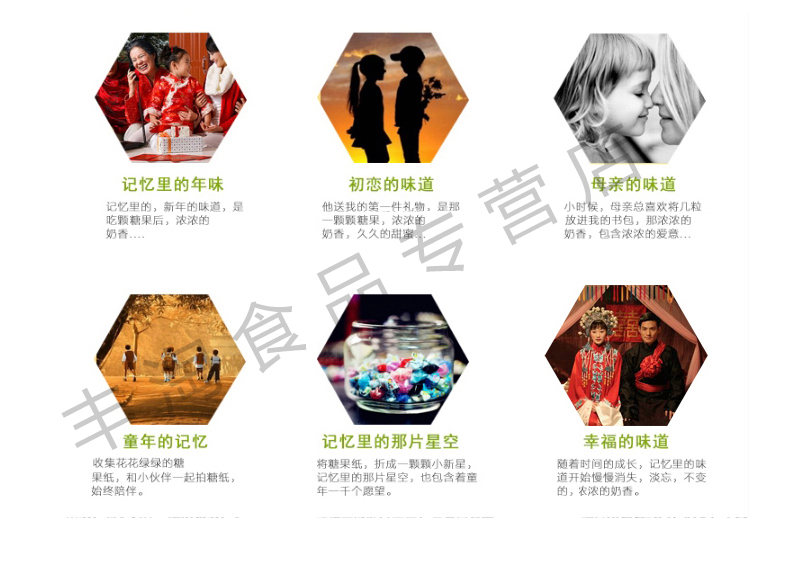 记忆里的年味
记忆里的，新年的味道，是
吃颗糖果后，浓浓的
奶香....
初恋的味道
他送我的第一件礼物，是那
一颗颗糖果，浓浓的
奶香，久久的甜蜜...
母亲的味道
小时候，母亲总喜欢将几粒
放进我的书包，那浓浓的
奶香，包含浓浓的爱意...
童年的记忆
收集花花绿绿的糖
果纸，和小伙伴一起拍糖纸，
始终陪伴。
记忆里的那片星空
将糖果纸，折成一颗颗小新星，
记忆里的那片星空，也包含着童
年一千个愿望。
幸福的味道
随着时间的成长，记忆里的味
道开始慢慢消失，淡忘，不变
的，农浓的奶香。
食品专营店